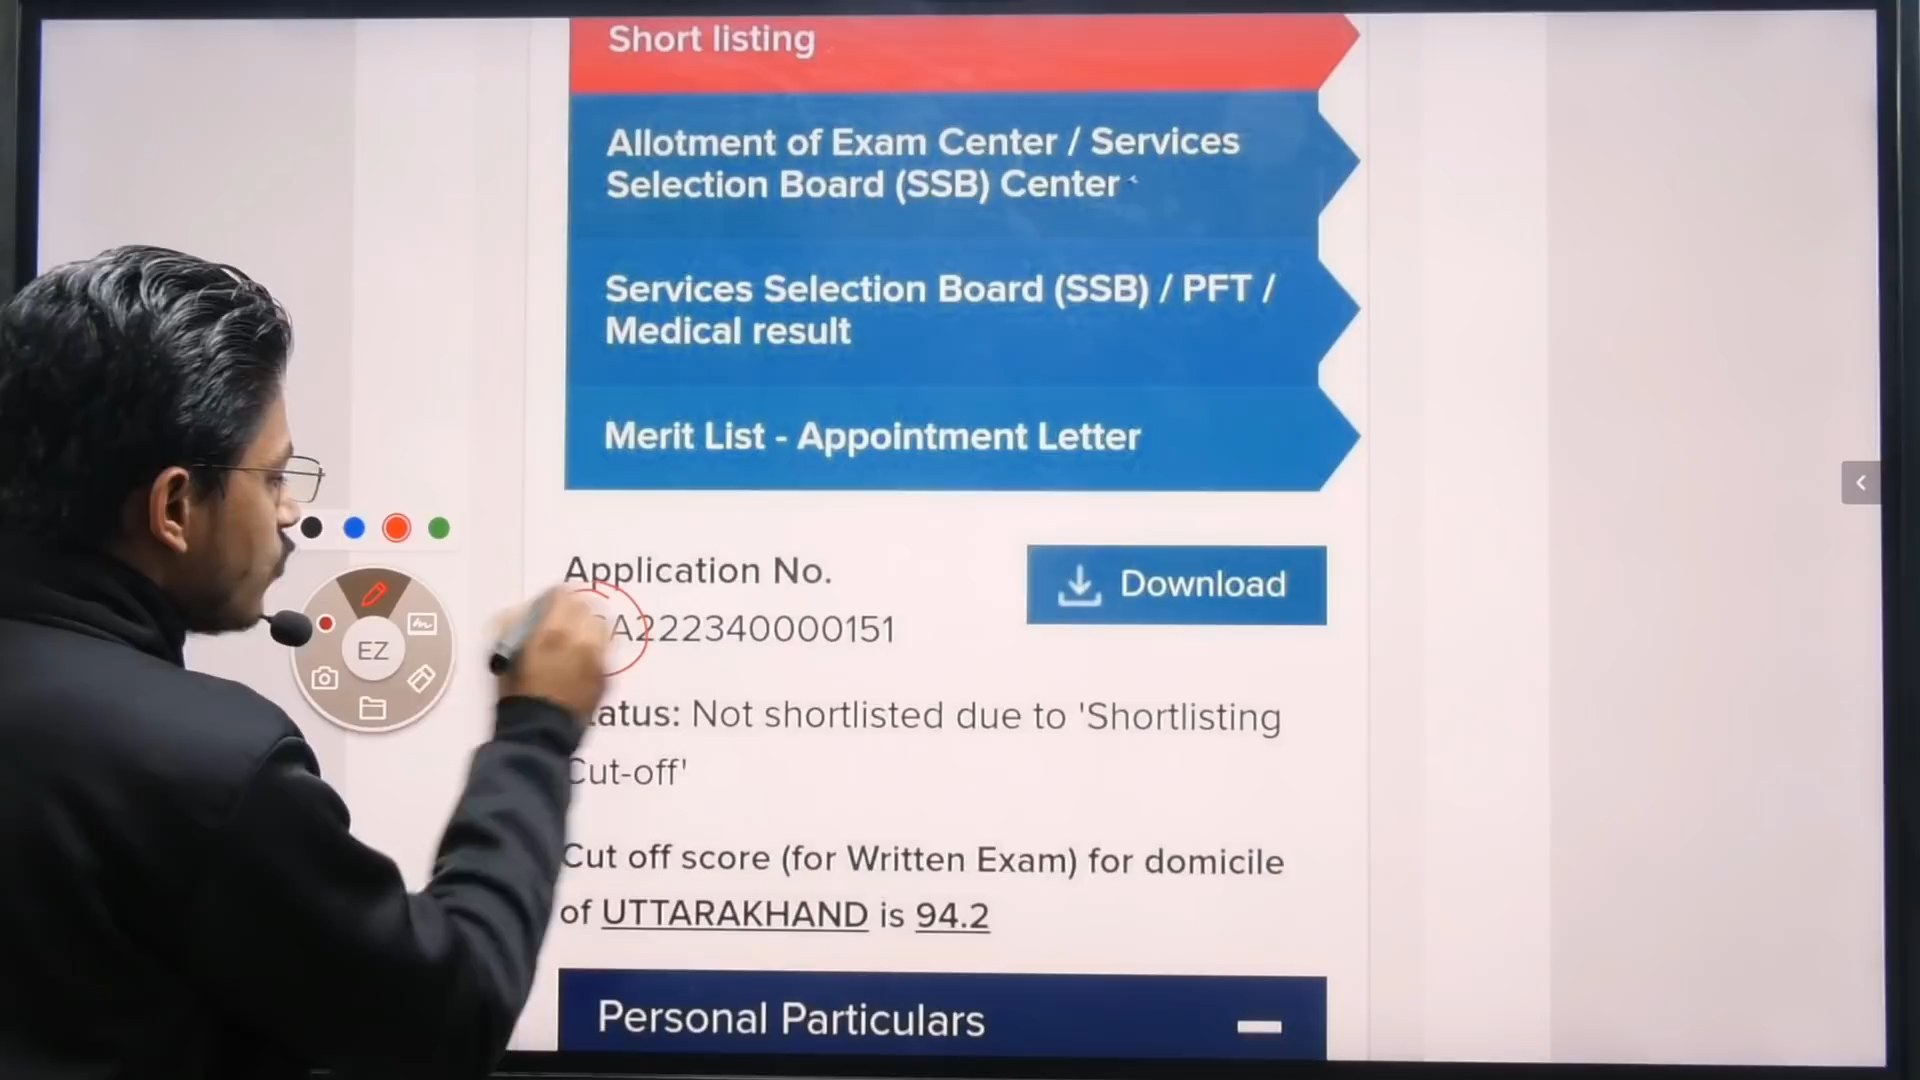 Short listing
Allotment of Exam Center / Services
Selection Board (SSB) Center
Services Selection Board (SSB) / PFT /
Medical result
Merit List - Appointment Letter
Application No.
Download
A222340000151
EZ
Not shortlisted due to 'Shortlisting
Cut-off'
Cut off score (for Written Exam) for domicile
of UTTARAKHAND is 94.2
Personal Particulars